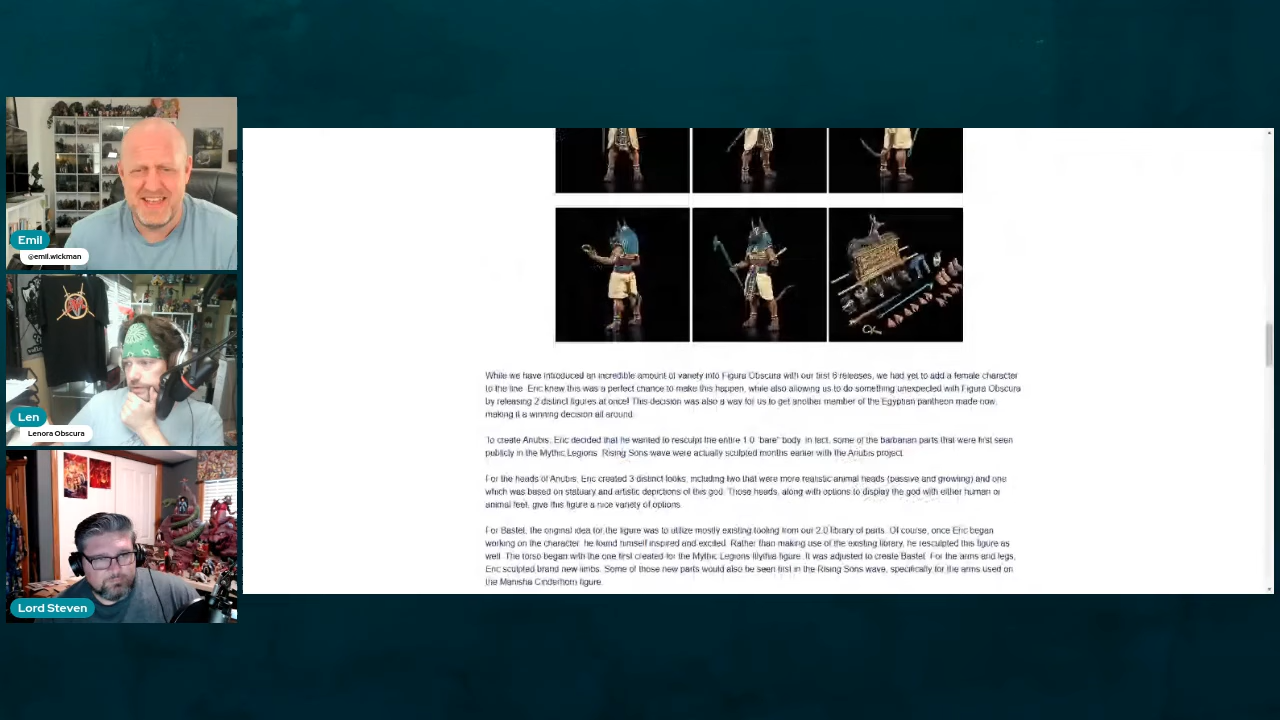 Emil
@emil.wickman
Len
Lenora Obscura
Lord Steven
While we have introduced an incredible amount of variety into Figura Obscura with our first 6 releases, we had yet to add a female character
to the line. Eric knew this was a perfect chance to make this happen, while also allowing us to do something unexpected with Figura Obscura
by releasing 2 distinct figures at once! This decision was also a way for us to get another member of the Egyptian pantheon made now,
making it a winning decision all around.
To create Anubis, Eric decided that he wanted to resculpt the entire 1.0 "bare" body. In fact, some of the barbarian parts that were first seen
publicly in the Mythic Legions: Rising Sons wave were actually sculpted months earlier with the Anubis project.
For the heads of Anubis, Eric created 3 distinct looks, including two that were more realistic animal heads (passive and growling) and one
which was based on statuary and artistic depictions of this god. Those heads, along with options to display the god with either human or
animal feet, give this figure a nice variety of options.
For Bastet, the original idea for the figure was to utilize mostly existing tooling from our 2.0 library of parts. Of course, once Eric began
working on the character, he found himself inspired and excited. Rather than making use of the existing library, he resculpted this figure as
well. The torso began with the one first created for the Mythic Legions Illythia figure. It was adjusted to create Bastet. For the arms and legs,
Eric sculpted brand new limbs. Some of those new parts would also be seen first in the Rising Sons wave, specifically for the arms used on
the Manisha Cinderhorn figure.